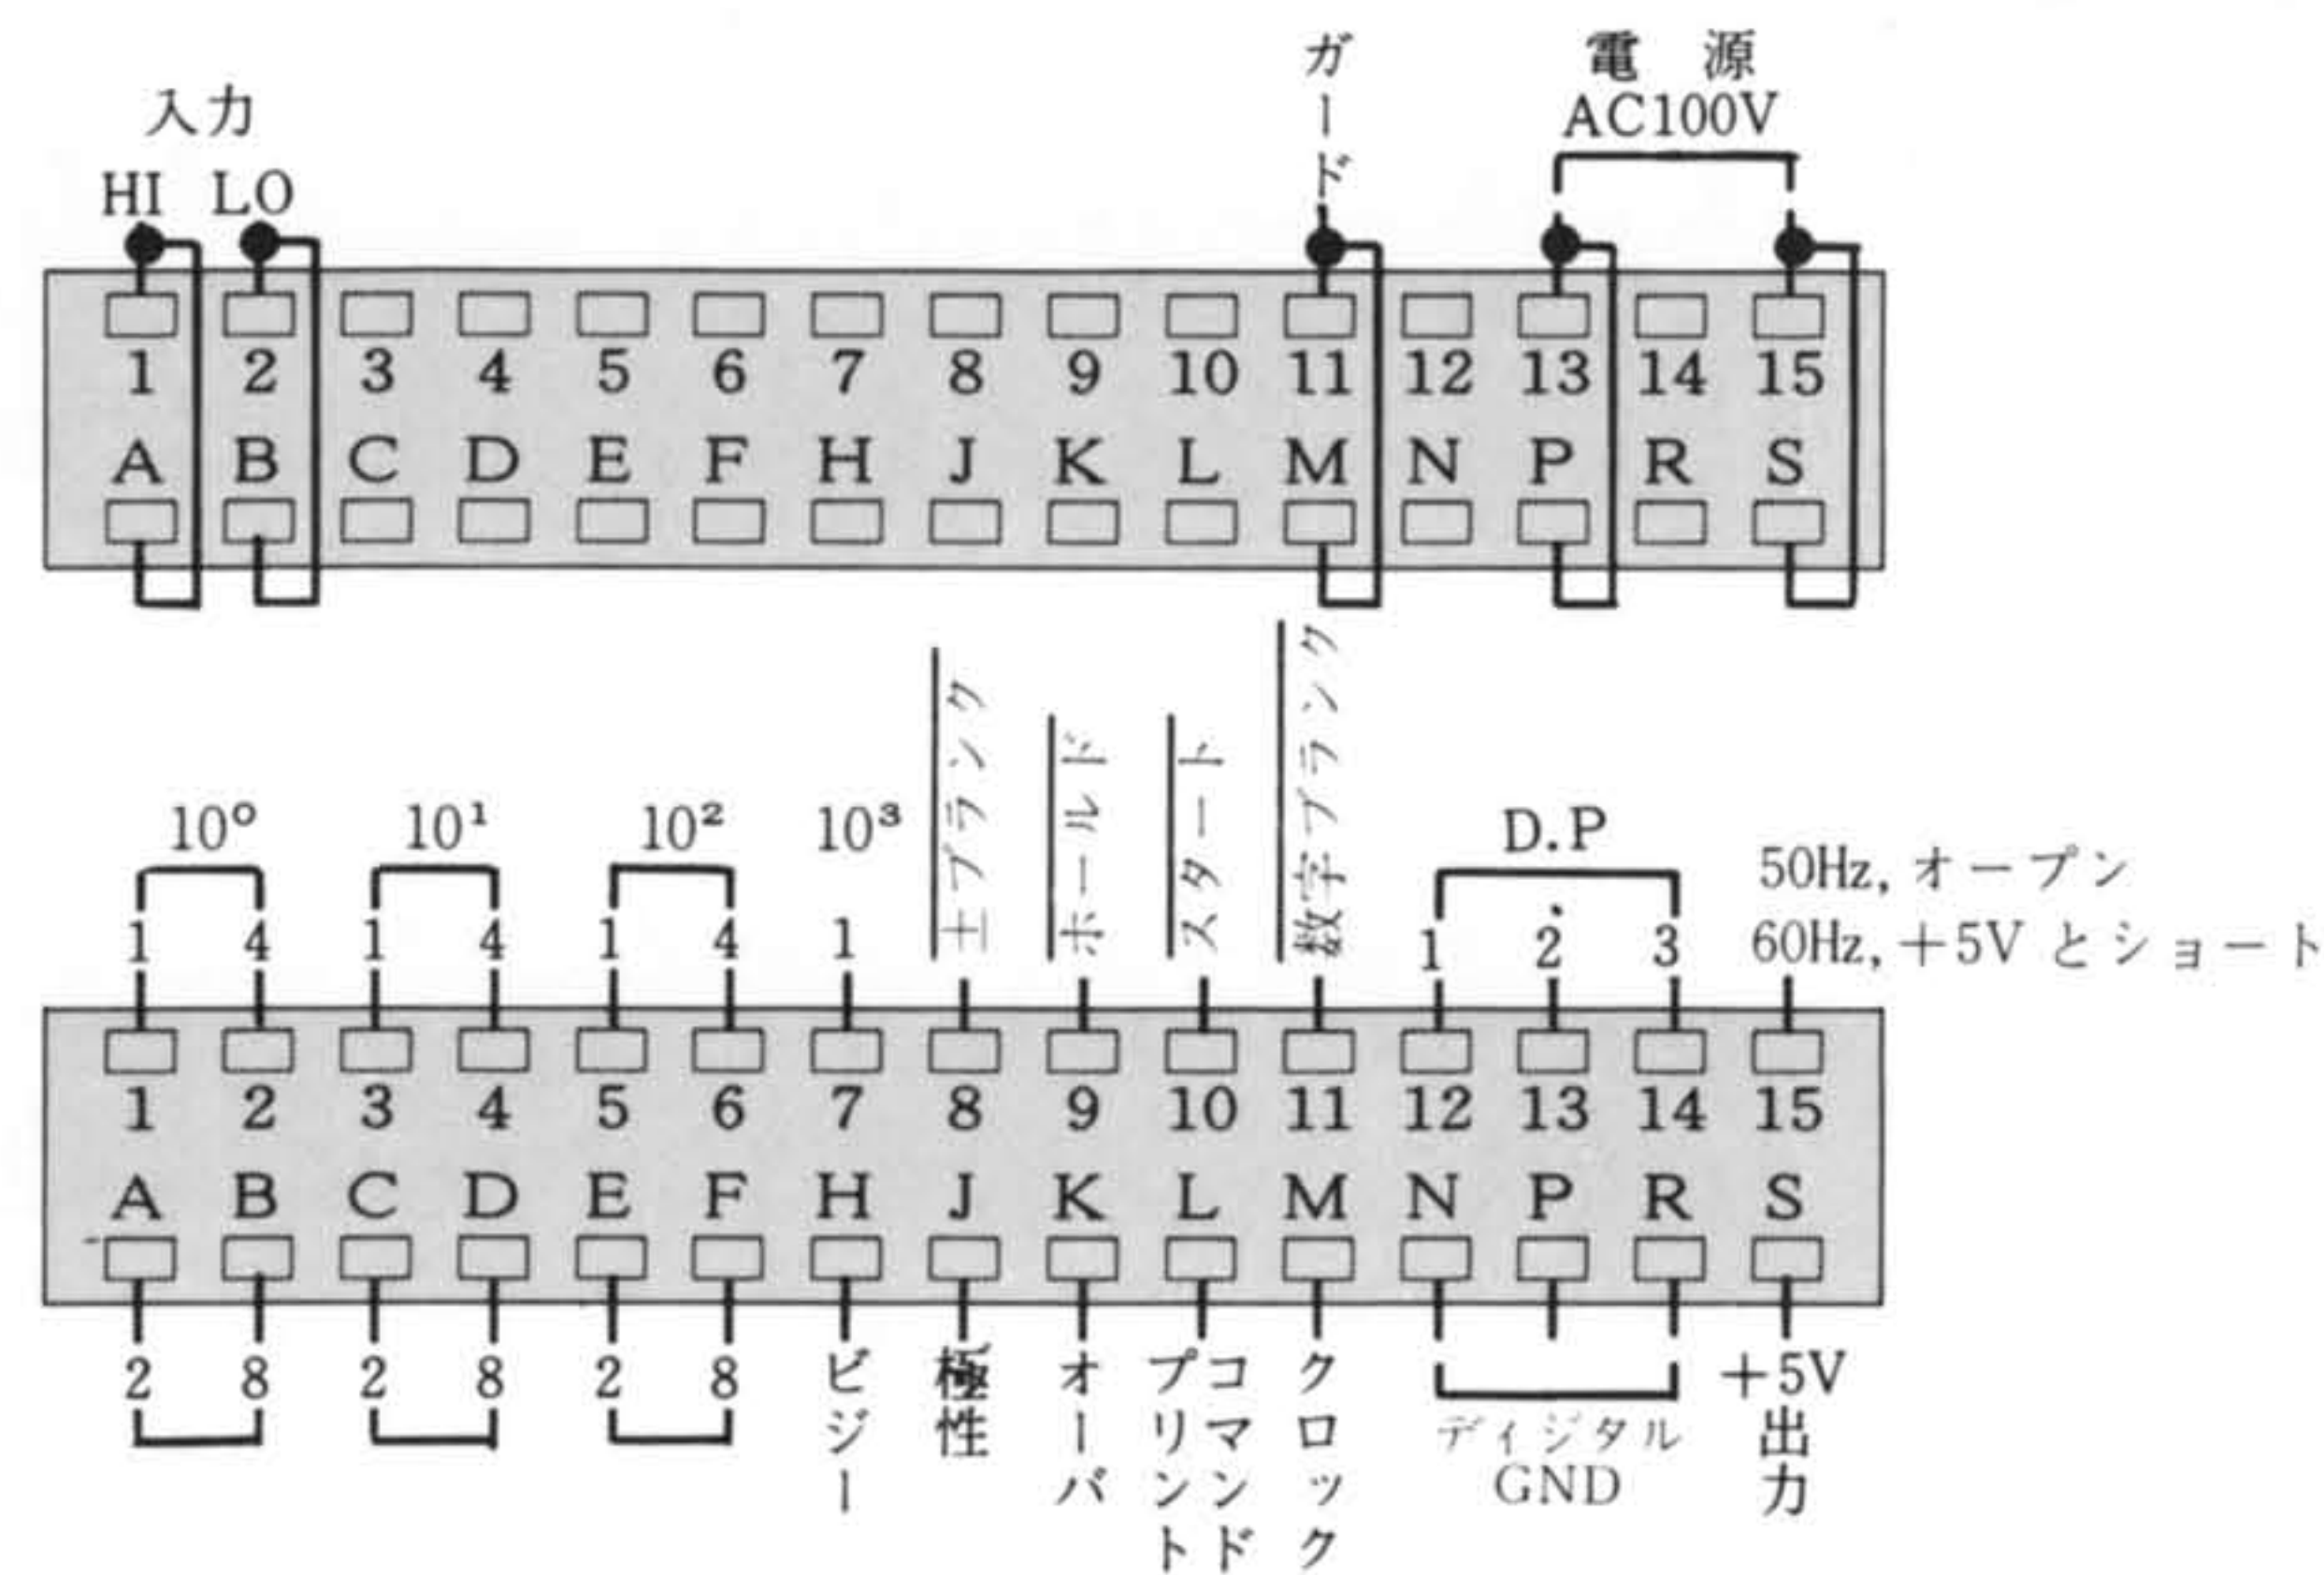 入力
HI LO
ガード
電 源
AC100V
1 2 3 4 5 6 7 8 9 10 11 12 13 14 15
A B C D E F H J K L M N P R S
10⁰ 10¹ 10² 10³
±ブランク
ホールド
スタート
数字ブランク
D.P
50Hz, オープン
60Hz, +5Vとショート
1 4 1 4 1 4 1 1 2 3
1 2 3 4 5 6 7 8 9 10 11 12 13 14 15
A B C D E F H J K L M N P R S
2 8 2 8 2 8
ビジー
極性
オーバ
プリント
コマンド
クロック
ディジタル
GND
+5V
出力